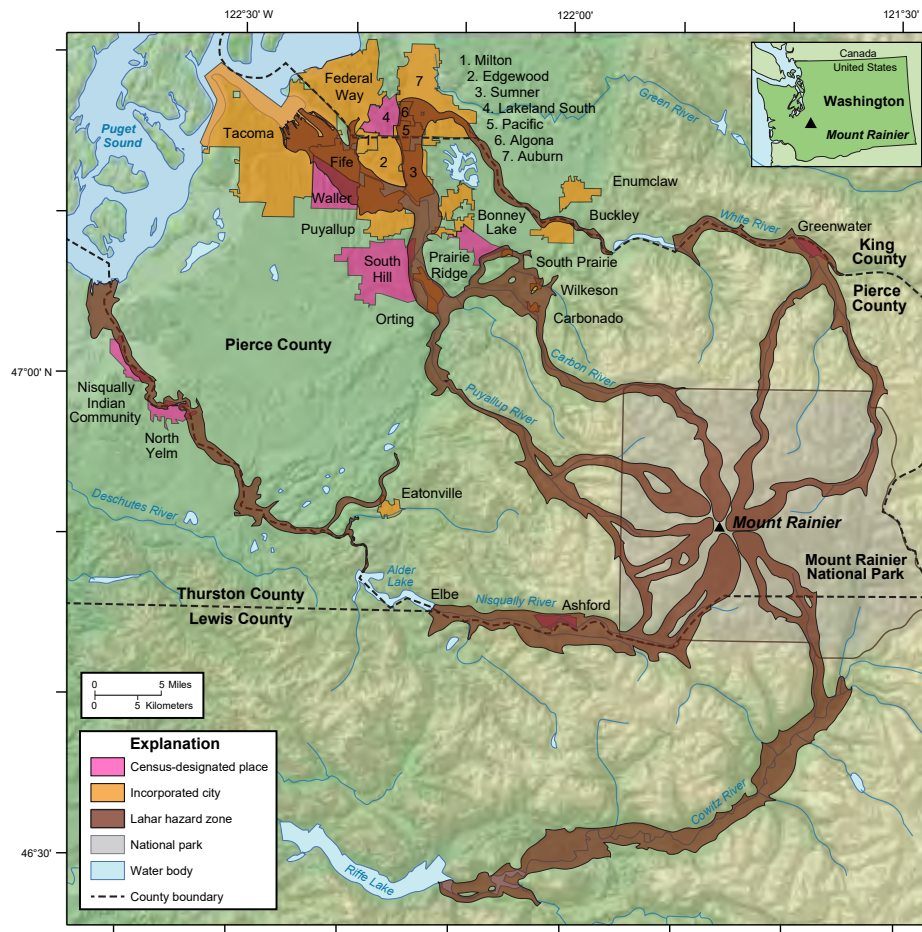 122°30' W
122°00'
121°30'
Canada
United States
Washington
Mount Rainier
1. Milton
2. Edgewood
3. Sumner
4. Lakeland South
5. Pacific
6. Algona
7. Auburn
Federal
Way
7
4
6
5
Green River
Puget
Sound
Tacoma
Fife
2
3
Waller
Enumclaw
Buckley
Bonney
Lake
Puyallup
White River
Greenwater
King
County
Pierce
County
South
Hill
Prairie
Ridge
South Prairie
Wilkeson
Carbonado
Orting
Pierce County
47°00' N
Carbon River
Nisqually
Indian
Community
North
Yelm
Puyallup River
Deschutes River
Eatonville
Mount Rainier
Mount Rainier
National Park
Alder
Lake
Thurston County
Lewis County
Elbe
Nisqually River
Ashford
0 5 Miles
0 5 Kilometers
Explanation
Census-designated place
Incorporated city
Lahar hazard zone
National park
Water body
County boundary
Cowitz River
46°30'
Riffe Lake